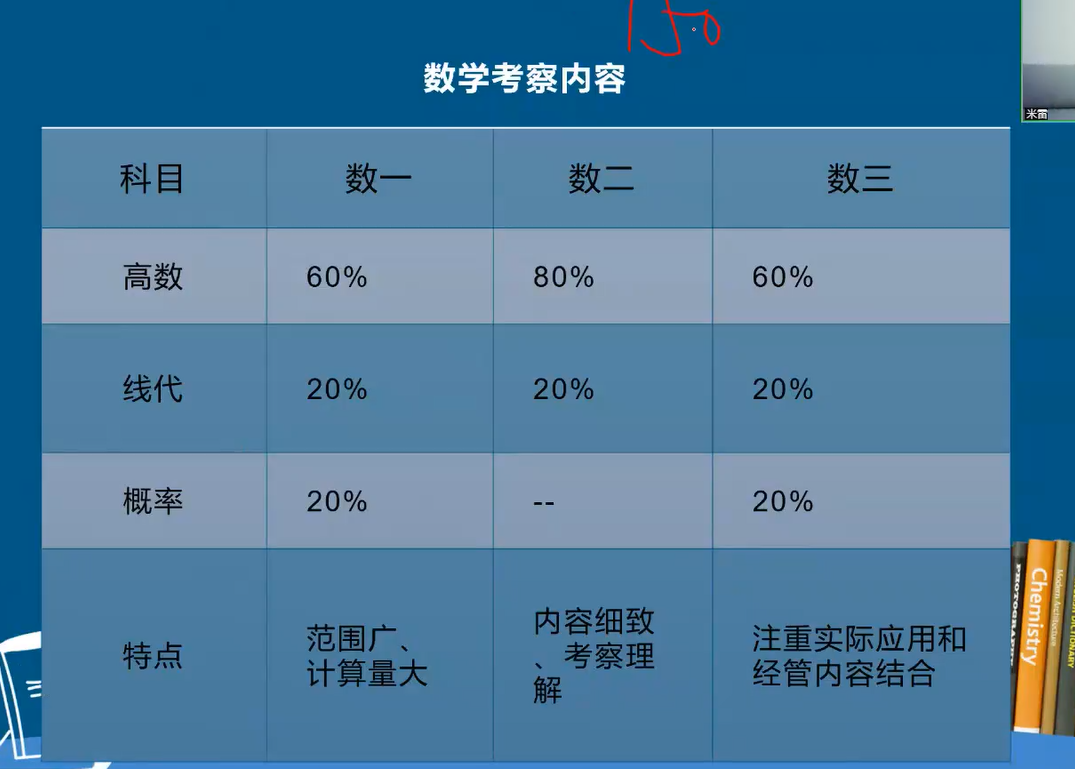 150
数学考察内容
米雷
科目 数一 数二 数三
高数 60% 80% 60%
线代 20% 20% 20%
概率 20% -- 20%
特点
范围广、
计算量大
内容细致
、考察理
解
注重实际应用和
经管内容结合
PHOTOGRAPHY
Chemistry
Modern Architecture
DICTIONARY